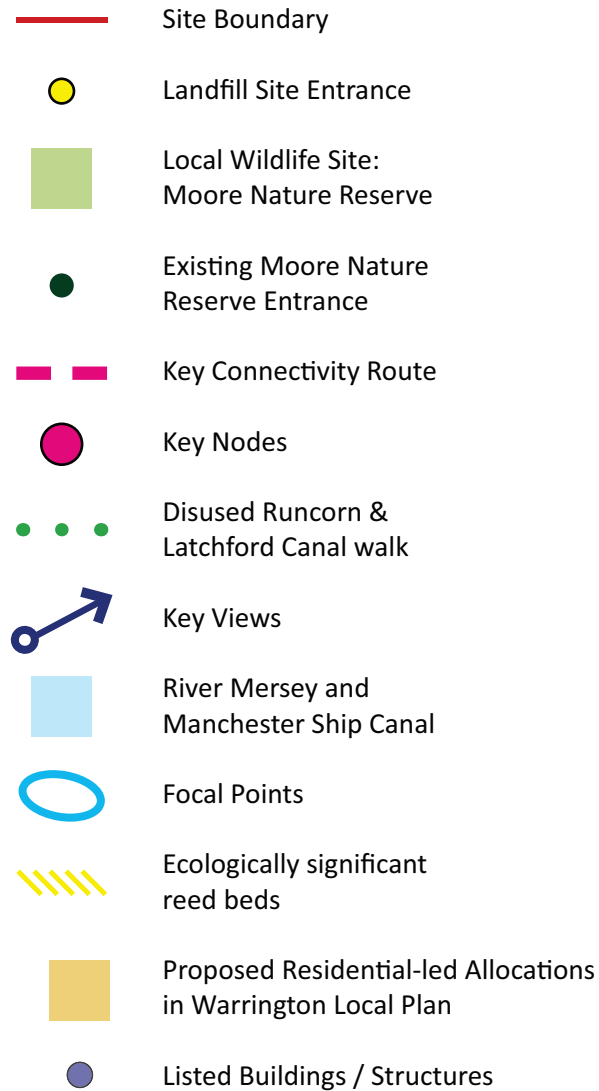 Site Boundary
Landfill Site Entrance
Local Wildlife Site:
Moore Nature Reserve
Existing Moore Nature
Reserve Entrance
Key Connectivity Route
Key Nodes
Disused Runcorn &
Latchford Canal walk
Key Views
River Mersey and
Manchester Ship Canal
Focal Points
Ecologically significant
reed beds
Proposed Residential-led Allocations
in Warrington Local Plan
Listed Buildings / Structures